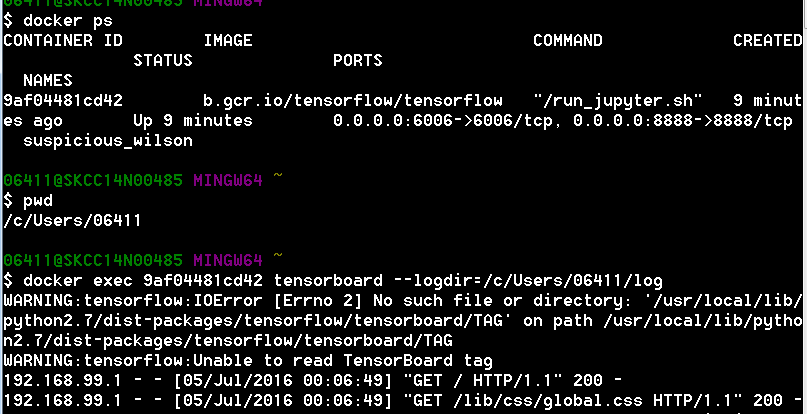 06411@SKCC14N00485 MINGW64 ~
$ docker ps
CONTAINER ID        IMAGE                            COMMAND             CREATED
             STATUS              PORTS
  NAMES
9af04481cd42        b.gcr.io/tensorflow/tensorflow   "/run_jupyter.sh"   9 minut
es ago       Up 9 minutes        0.0.0.0:6006->6006/tcp, 0.0.0.0:8888->8888/tcp
  suspicious_wilson
06411@SKCC14N00485 MINGW64 ~
$ pwd
/c/Users/06411
06411@SKCC14N00485 MINGW64 ~
$ docker exec 9af04481cd42 tensorboard --logdir=/c/Users/06411/log
WARNING:tensorflow:IOError [Errno 2] No such file or directory: '/usr/local/lib/
python2.7/dist-packages/tensorflow/tensorboard/TAG' on path /usr/local/lib/pytho
n2.7/dist-packages/tensorflow/tensorboard/TAG
WARNING:tensorflow:Unable to read TensorBoard tag
192.168.99.1 - - [05/Jul/2016 00:06:49] "GET / HTTP/1.1" 200 -
192.168.99.1 - - [05/Jul/2016 00:06:49] "GET /lib/css/global.css HTTP/1.1" 200 -